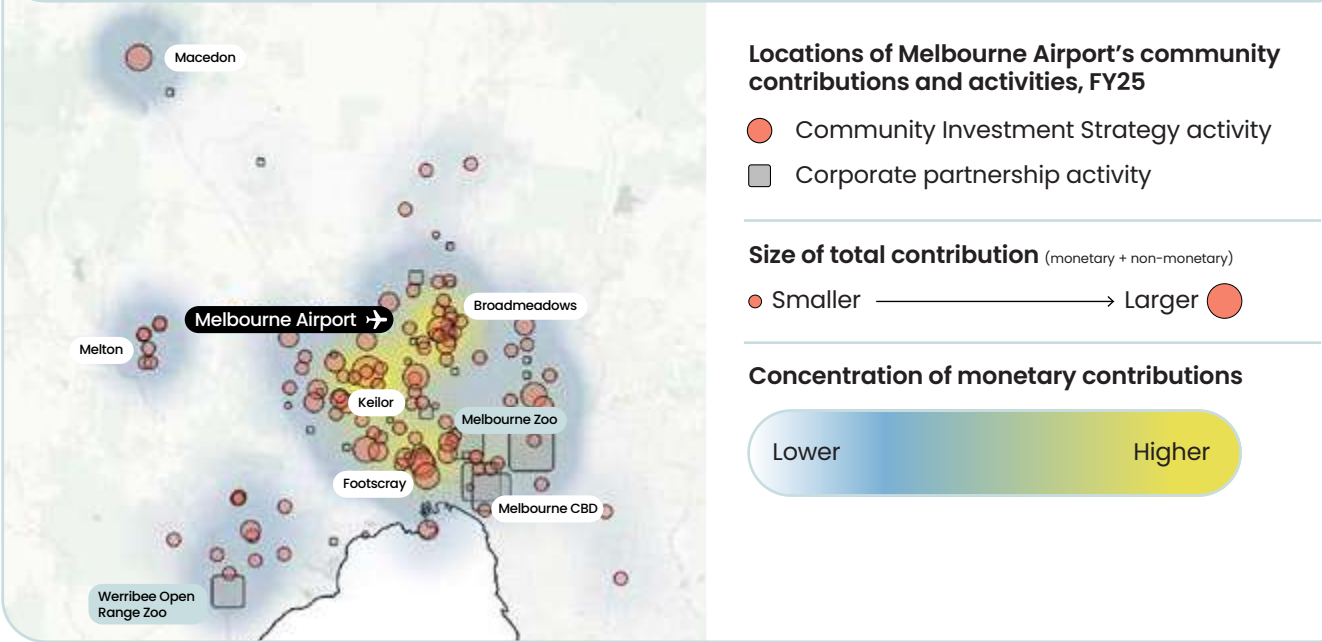 Macedon
Melbourne Airport
Broadmeadows
Melton
Keilor
Melbourne Zoo
Footscray
Melbourne CBD
Werribee Open
Range Zoo
Locations of Melbourne Airport's community
contributions and activities, FY25
Community Investment Strategy activity
Corporate partnership activity
Size of total contribution (monetary + non-monetary)
Smaller Larger
Concentration of monetary contributions
Lower Higher